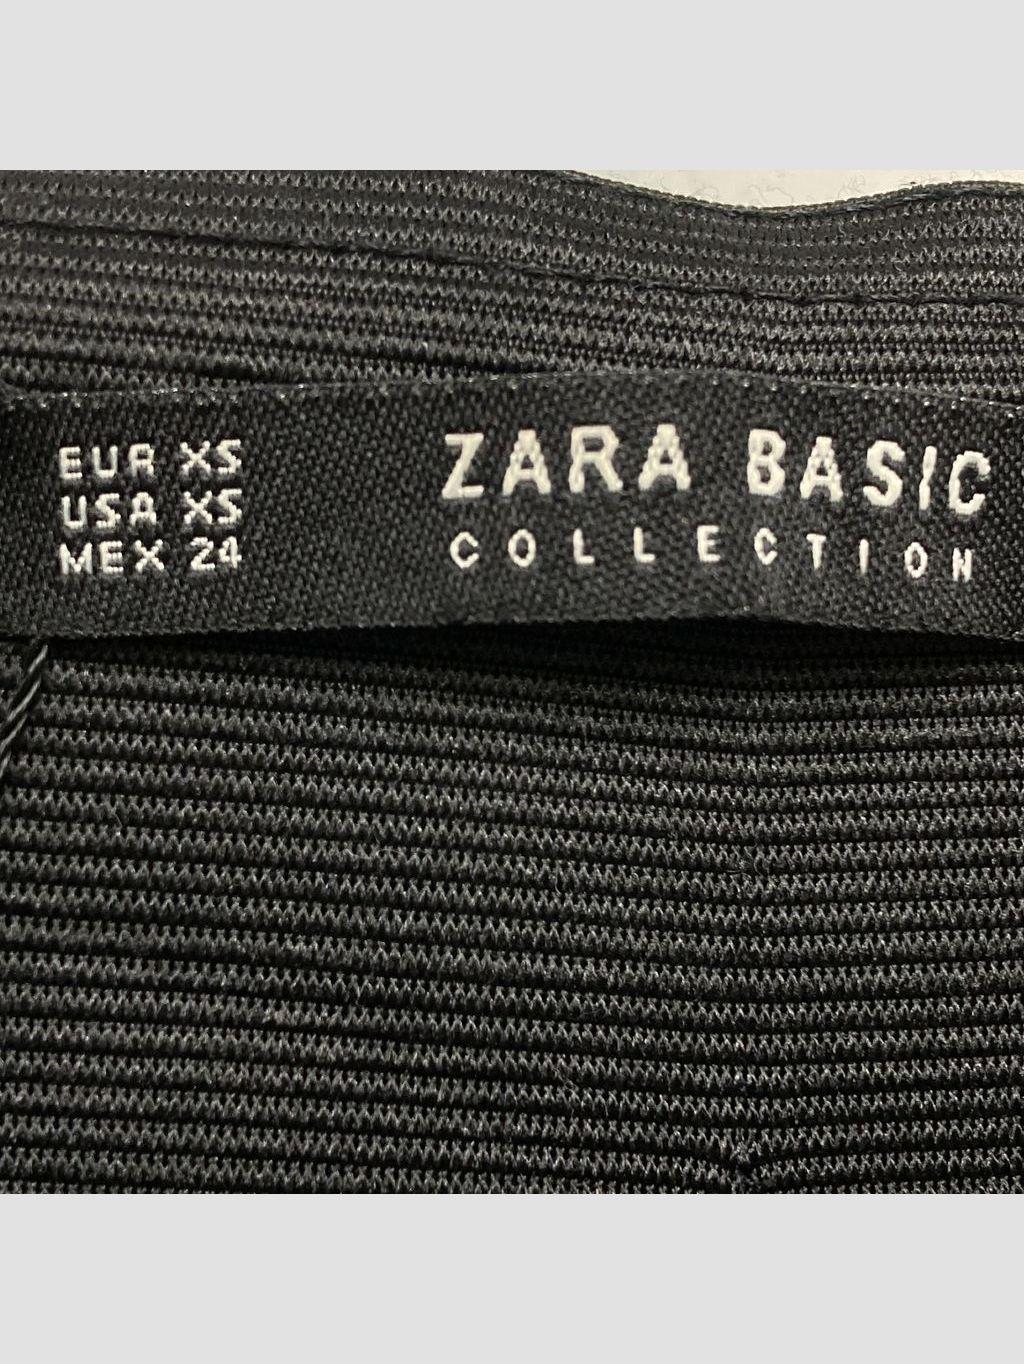 EUR XS
USA XS
MEX 24
ZARA BASIC
COLLECTION